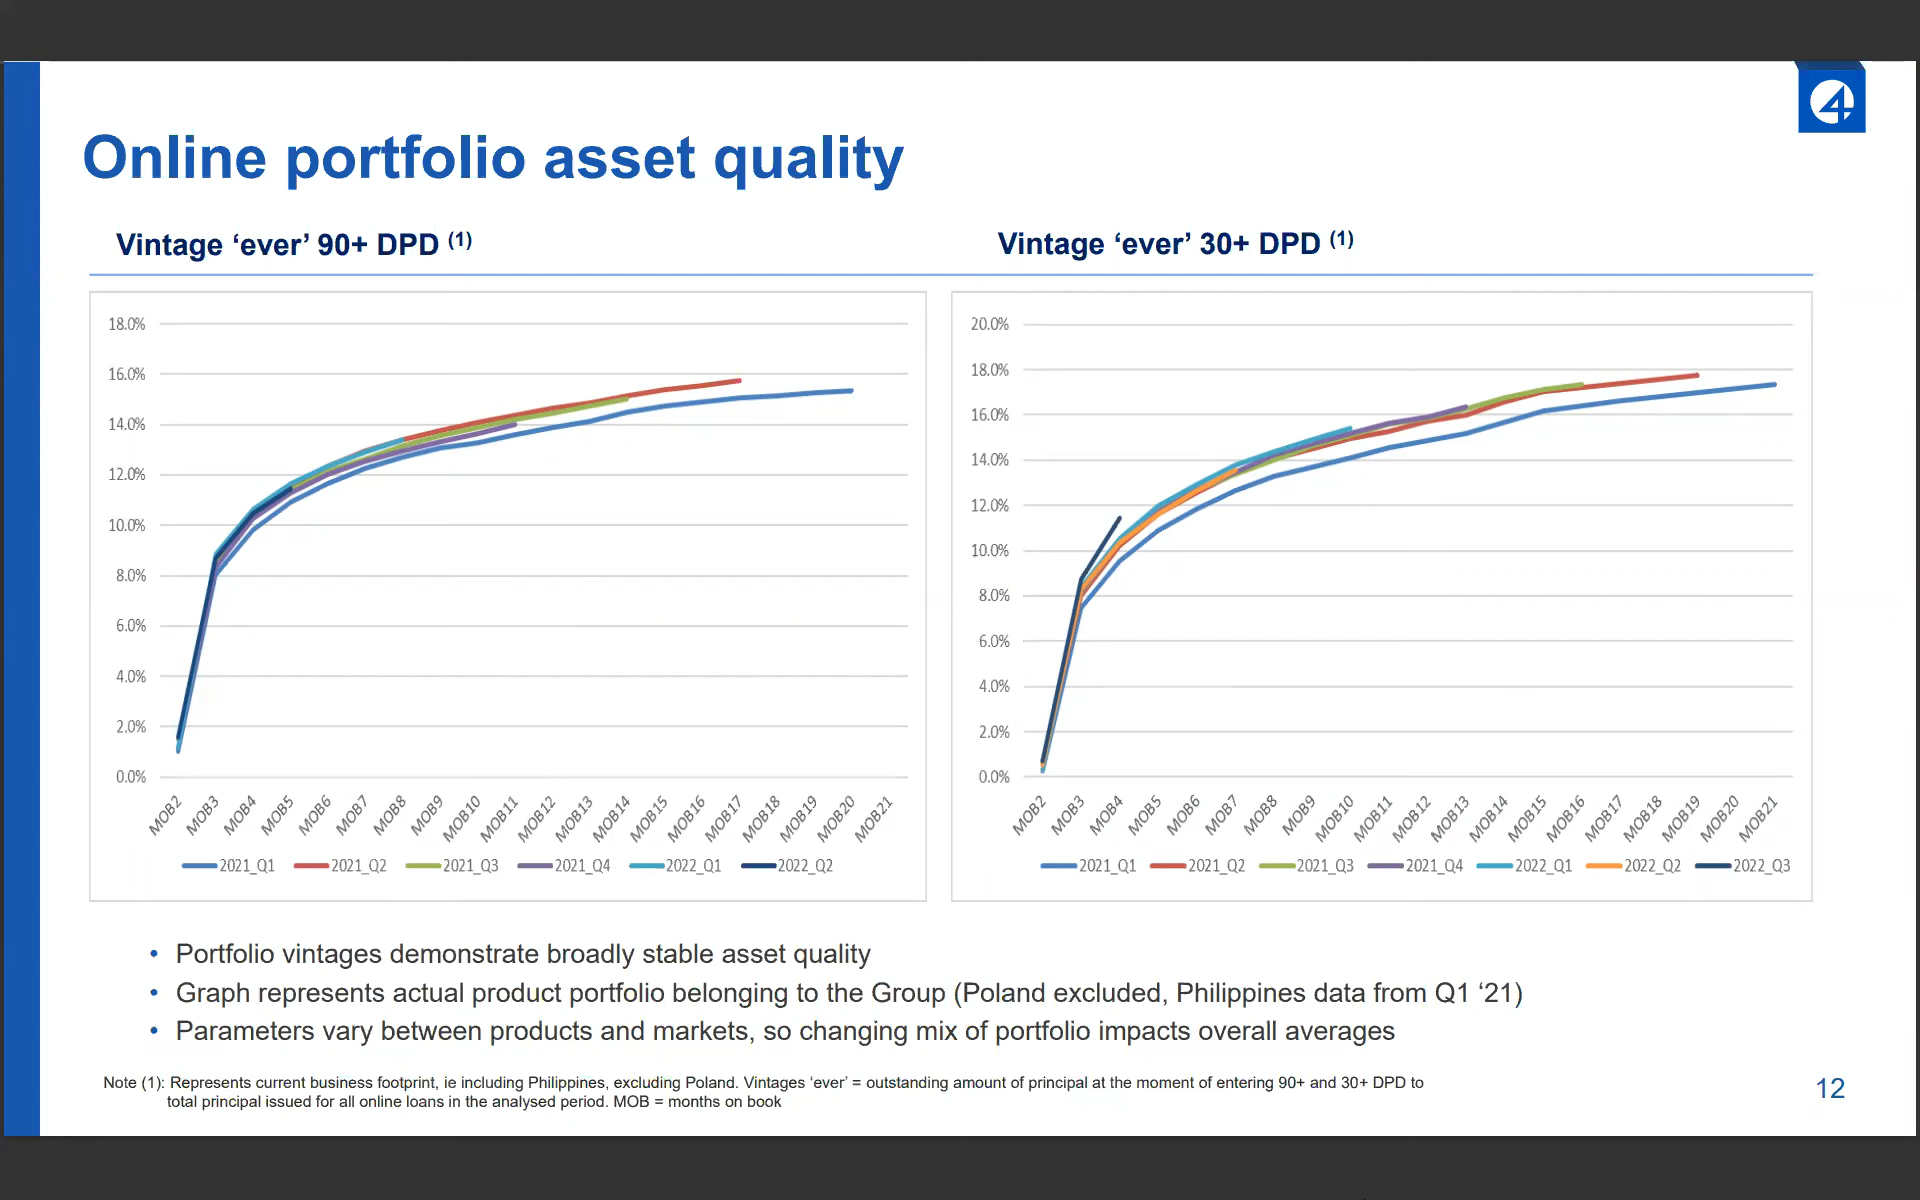 Online portfolio asset quality
Vintage ‘ever’ 90+ DPD (1)
Vintage ‘ever’ 30+ DPD (1)
18.0%
16.0%
14.0%
12.0%
10.0%
8.0%
6.0%
4.0%
2.0%
0.0%
MOB2 MOB3 MOB4 MOB5 MOB6 MOB7 MOB8 MOB9 MOB10 MOB11 MOB12 MOB13 MOB14 MOB15 MOB16 MOB17 MOB18 MOB19 MOB20 MOB21
2021_Q1 2021_Q2 2021_Q3 2021_Q4 2022_Q1 2022_Q2
20.0%
18.0%
16.0%
14.0%
12.0%
10.0%
8.0%
6.0%
4.0%
2.0%
0.0%
MOB2 MOB3 MOB4 MOB5 MOB6 MOB7 MOB8 MOB9 MOB10 MOB11 MOB12 MOB13 MOB14 MOB15 MOB16 MOB17 MOB18 MOB19 MOB20 MOB21
2021_Q1 2021_Q2 2021_Q3 2021_Q4 2022_Q1 2022_Q2 2022_Q3
• Portfolio vintages demonstrate broadly stable asset quality
• Graph represents actual product portfolio belonging to the Group (Poland excluded, Philippines data from Q1 ‘21)
• Parameters vary between products and markets, so changing mix of portfolio impacts overall averages
Note (1): Represents current business footprint, ie including Philippines, excluding Poland. Vintages ‘ever’ = outstanding amount of principal at the moment of entering 90+ and 30+ DPD to
total principal issued for all online loans in the analysed period. MOB = months on book
12